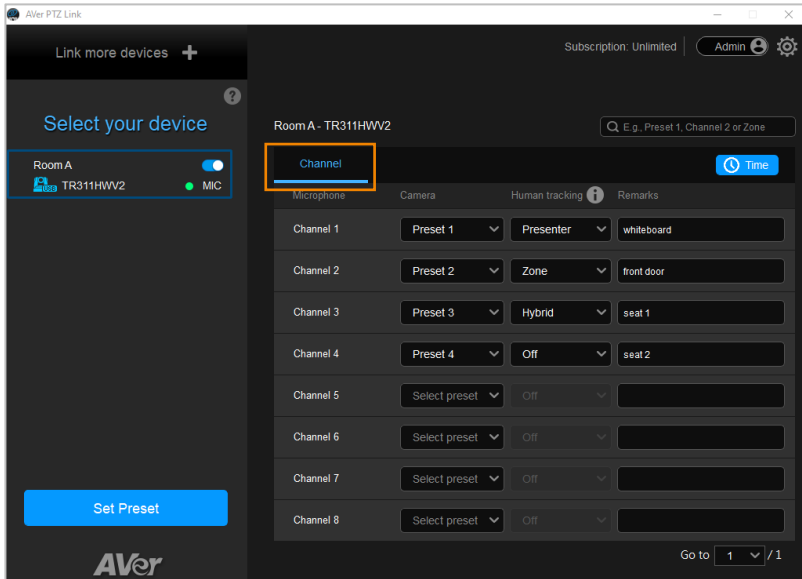 AVer PTZ Link
Link more devices
Subscription: Unlimited
Admin
?
Select your device
Room A
USB TR311HWV2 MIC
Set Preset
AVer
Room A - TR311HWV2
E.g., Preset 1, Channel 2 or Zone
Channel
Time
Microphone Camera Human tracking i Remarks
Channel 1 Preset 1 Presenter whiteboard
Channel 2 Preset 2 Zone front door
Channel 3 Preset 3 Hybrid seat 1
Channel 4 Preset 4 Off seat 2
Channel 5 Select preset Off
Channel 6 Select preset Off
Channel 7 Select preset Off
Channel 8 Select preset Off
Go to 1 / 1